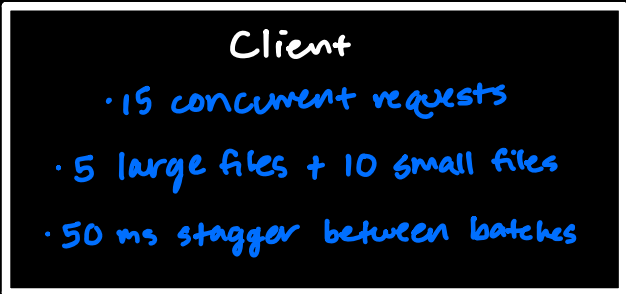 Client
· 15 concurrent requests
· 5 large files + 10 small files
· 50 ms stagger between batches